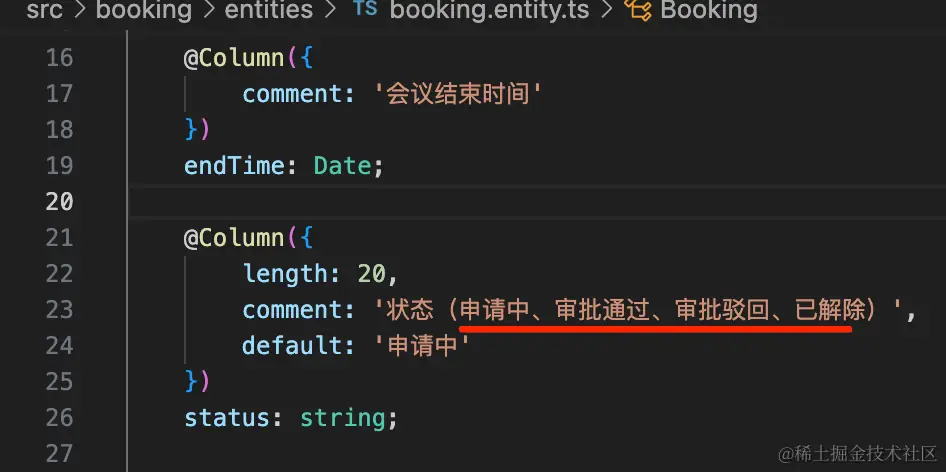 src > booking > entities > TS booking.entity.ts > Booking
16 @Column({
17 comment: '会议结束时间'
18 })
19 endTime: Date;
20
21 @Column({
22 length: 20,
23 comment: '状态（申请中、审批通过、审批驳回、已解除）',
24 default: '申请中'
25 })
26 status: string;
27
@稀土掘金技术社区